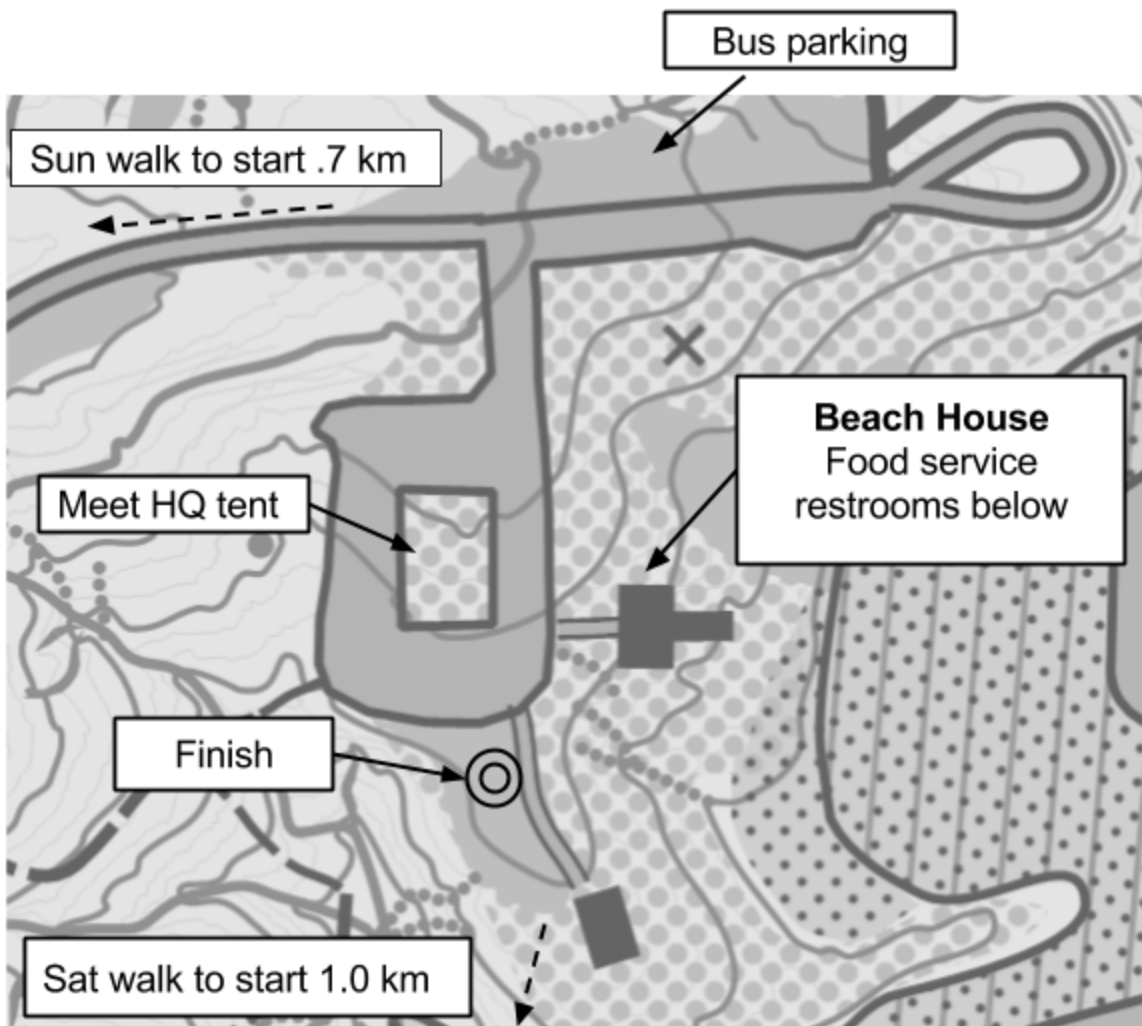 Bus parking
Sun walk to start .7 km
Beach House
Food service
restrooms below
Meet HQ tent
Finish
Sat walk to start 1.0 km